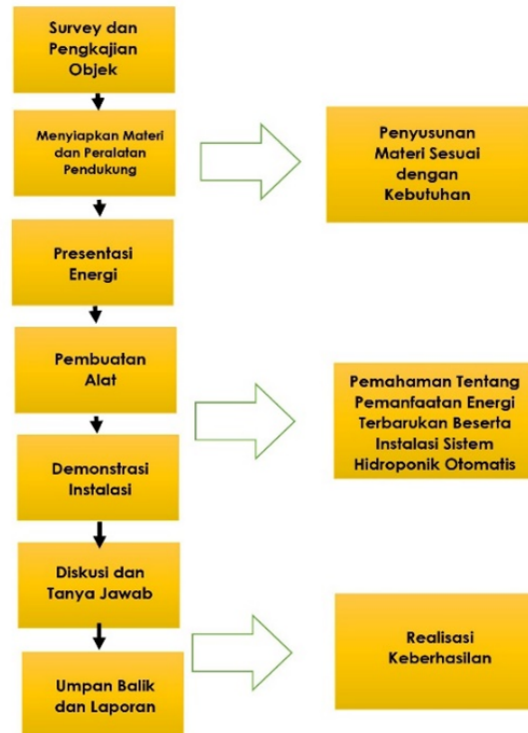 Survey dan
Pengkajian
Objek
Menyiapkan Materi
dan Peralatan
Pendukung
Penyusunan
Materi Sesuai
dengan
Kebutuhan
Presentasi
Energi
Pembuatan
Alat
Pemahaman Tentang
Pemanfaatan Energi
Terbarukan Beserta
Instalasi Sistem
Hidroponik Otomatis
Demonstrasi
Instalasi
Diskusi dan
Tanya Jawab
Realisasi
Keberhasilan
Umpan Balik
dan Laporan